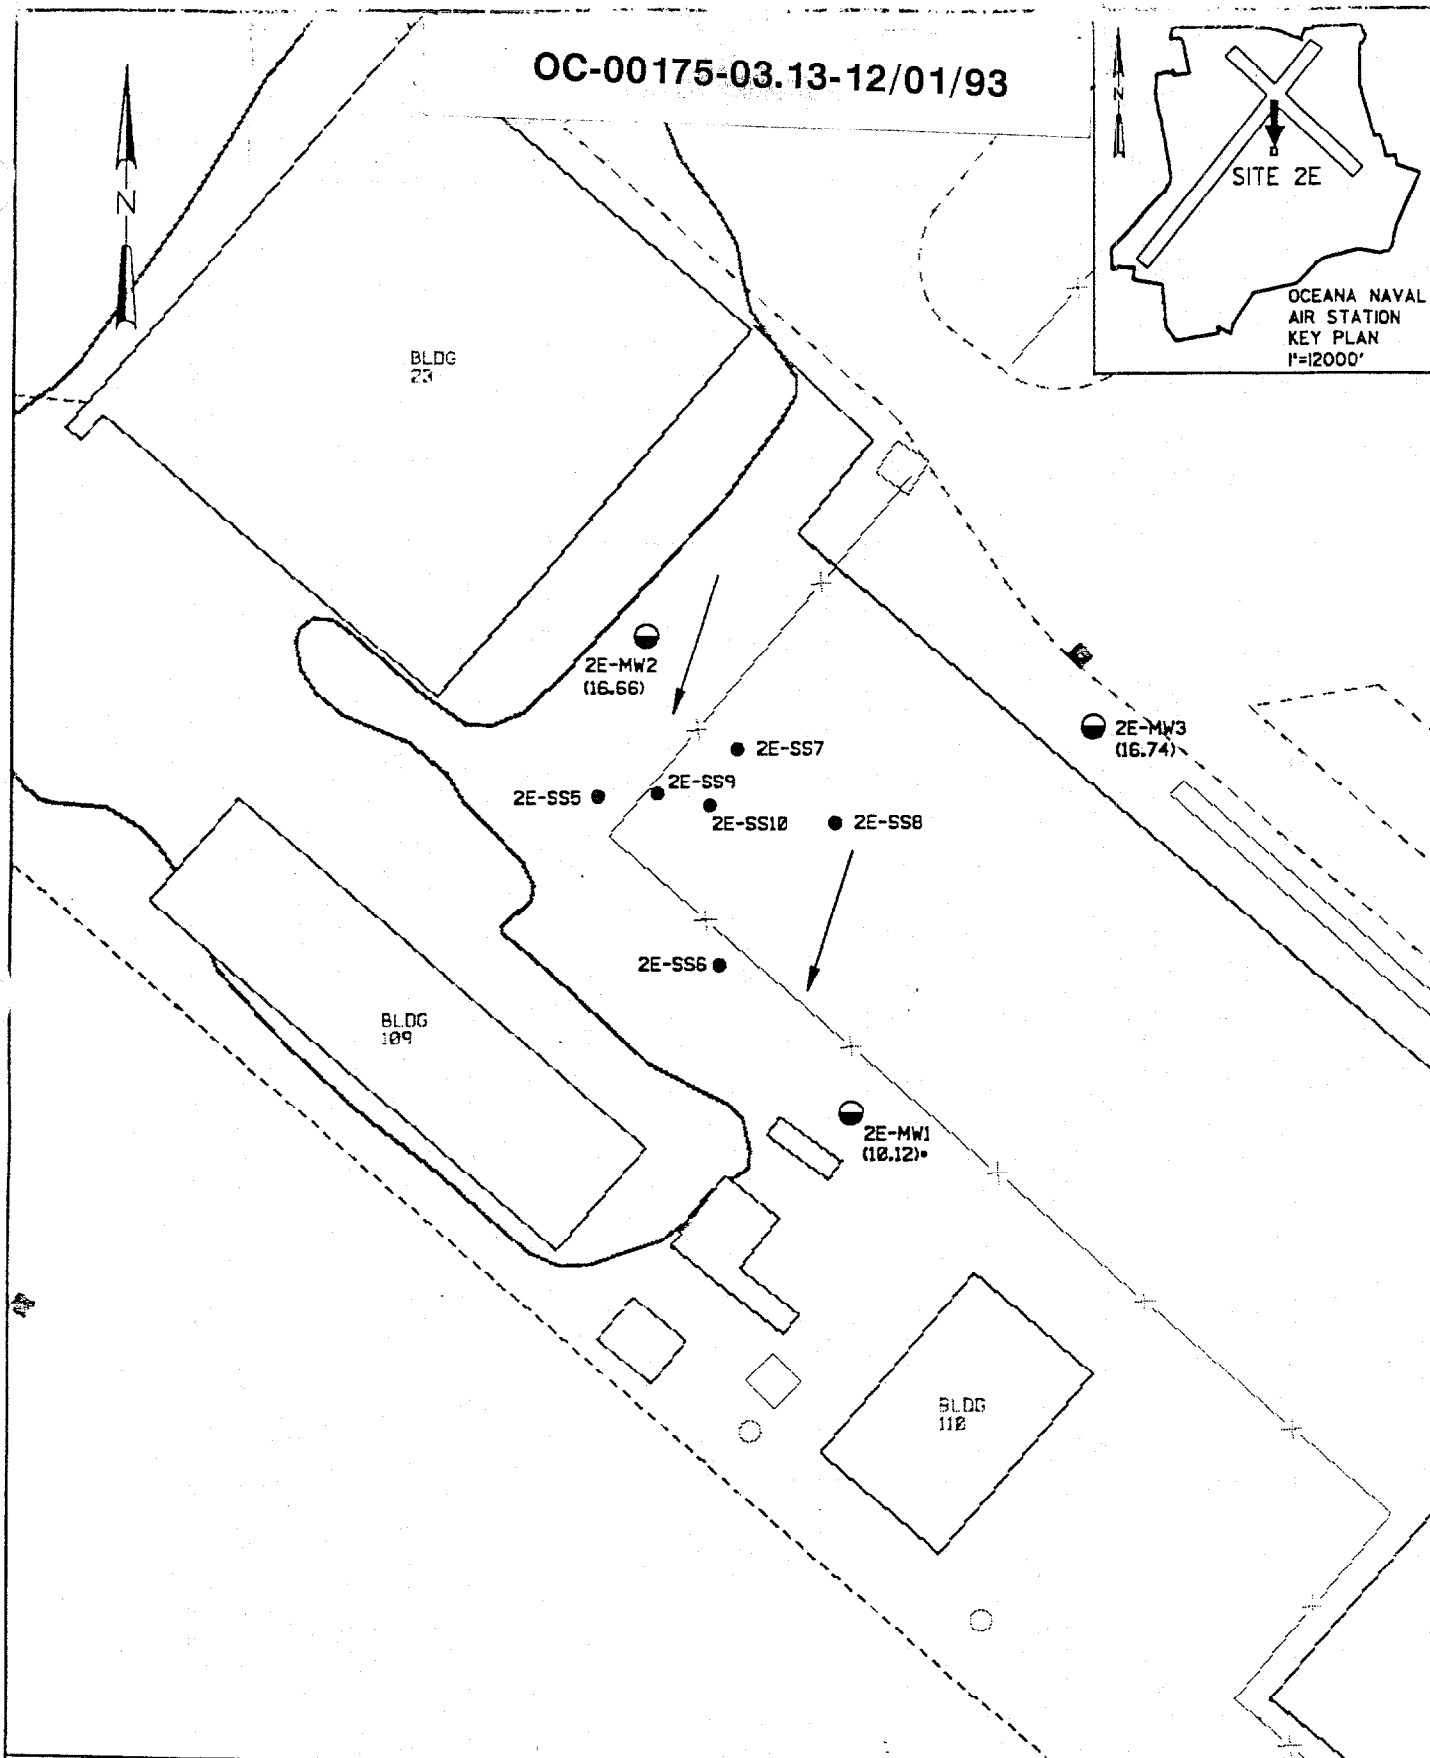 OC-00175-03.13-12/01/93
N
N
SITE 2E
OCEANA NAVAL
AIR STATION
KEY PLAN
1"=12000'
BLDG
23
2E-MW2
(16.66)
2E-MW3
(16.74)
2E-SS7
2E-SS9
2E-SS5
2E-SS10
2E-SS8
2E-SS6
BLDG
109
2E-MW1
(10.12)*
BLDG
110